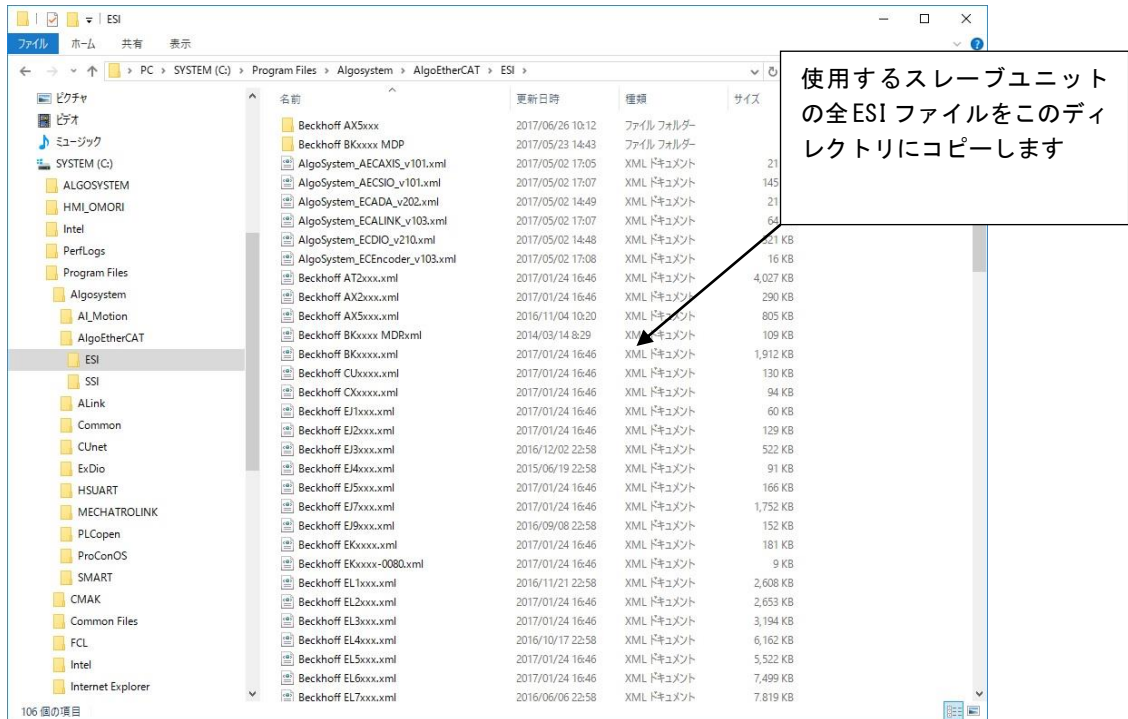 ESI
ファイル ホーム 共有 表示
PC › SYSTEM (C:) › Program Files › Algosystem › AlgoEtherCAT › ESI ›
使用するスレーブユニット
の全ESI ファイルをこのディ
レクトリにコピーします
ピクチャ
ビデオ
ミュージック
SYSTEM (C:)
ALGOSYSTEM
HMI_OMORI
Intel
PerfLogs
Program Files
Algosystem
AI_Motion
AlgoEtherCAT
ESI
SSI
ALink
Common
CUnet
ExDio
HSUART
MECHATROLINK
PLCopen
ProConOS
SMART
CMAK
Common Files
FCL
Intel
Internet Explorer
名前 更新日時 種類 サイズ
Beckhoff AX5xxx 2017/06/26 10:12 ファイル フォルダー
Beckhoff BKxxxx MDP 2017/05/23 14:43 ファイル フォルダー
AlgoSystem_AECAXIS_v101.xml 2017/05/02 17:05 XML ドキュメント 21
AlgoSystem_AECSIO_v101.xml 2017/05/02 17:07 XML ドキュメント 145
AlgoSystem_ECADA_v202.xml 2017/05/02 14:49 XML ドキュメント 21
AlgoSystem_ECALINK_v103.xml 2017/05/02 17:07 XML ドキュメント 64
AlgoSystem_ECDIO_v210.xml 2017/05/02 14:48 XML ドキュメント 321 KB
AlgoSystem_ECEncoder_v103.xml 2017/05/02 17:08 XML ドキュメント 16 KB
Beckhoff AT2xxx.xml 2017/01/24 16:46 XML ドキュメント 4,027 KB
Beckhoff AX2xxx.xml 2017/01/24 16:46 XML ドキュメント 290 KB
Beckhoff AX5xxx.xml 2016/11/04 10:20 XML ドキュメント 805 KB
Beckhoff BKxxxx MDP.xml 2014/03/14 8:29 XML ドキュメント 109 KB
Beckhoff BKxxxx.xml 2017/01/24 16:46 XML ドキュメント 1,912 KB
Beckhoff CUxxxx.xml 2017/01/24 16:46 XML ドキュメント 130 KB
Beckhoff CXxxxx.xml 2017/01/24 16:46 XML ドキュメント 94 KB
Beckhoff EJ1xxx.xml 2017/01/24 16:46 XML ドキュメント 60 KB
Beckhoff EJ2xxx.xml 2017/01/24 16:46 XML ドキュメント 129 KB
Beckhoff EJ3xxx.xml 2016/12/02 22:58 XML ドキュメント 522 KB
Beckhoff EJ4xxx.xml 2015/06/19 22:58 XML ドキュメント 91 KB
Beckhoff EJ5xxx.xml 2017/01/24 16:46 XML ドキュメント 166 KB
Beckhoff EJ7xxx.xml 2017/01/24 16:46 XML ドキュメント 1,752 KB
Beckhoff EJ9xxx.xml 2016/09/08 22:58 XML ドキュメント 152 KB
Beckhoff EKxxxx.xml 2017/01/24 16:46 XML ドキュメント 181 KB
Beckhoff EKxxxx-0080.xml 2017/01/24 16:46 XML ドキュメント 9 KB
Beckhoff EL1xxx.xml 2016/11/21 22:58 XML ドキュメント 2,608 KB
Beckhoff EL2xxx.xml 2017/01/24 16:46 XML ドキュメント 2,653 KB
Beckhoff EL3xxx.xml 2017/01/24 16:46 XML ドキュメント 3,194 KB
Beckhoff EL4xxx.xml 2016/10/17 22:58 XML ドキュメント 6,162 KB
Beckhoff EL5xxx.xml 2017/01/24 16:46 XML ドキュメント 5,522 KB
Beckhoff EL6xxx.xml 2017/01/24 16:46 XML ドキュメント 7,499 KB
Beckhoff EL7xxx.xml 2016/06/06 22:58 XML ドキュメント 7,819 KB
106 個の項目